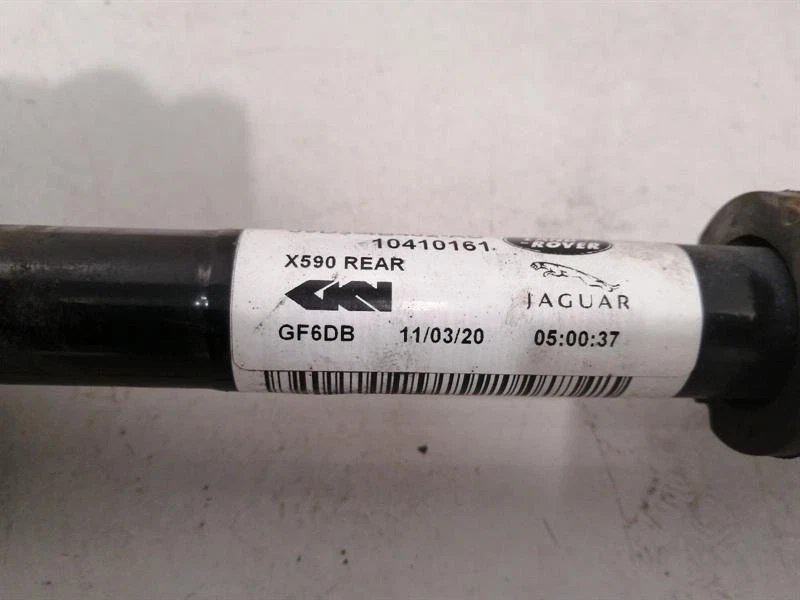 10410161
-ROVER
X590 REAR
GKN
JAGUAR
GF6DB 11/03/20 05:00:37